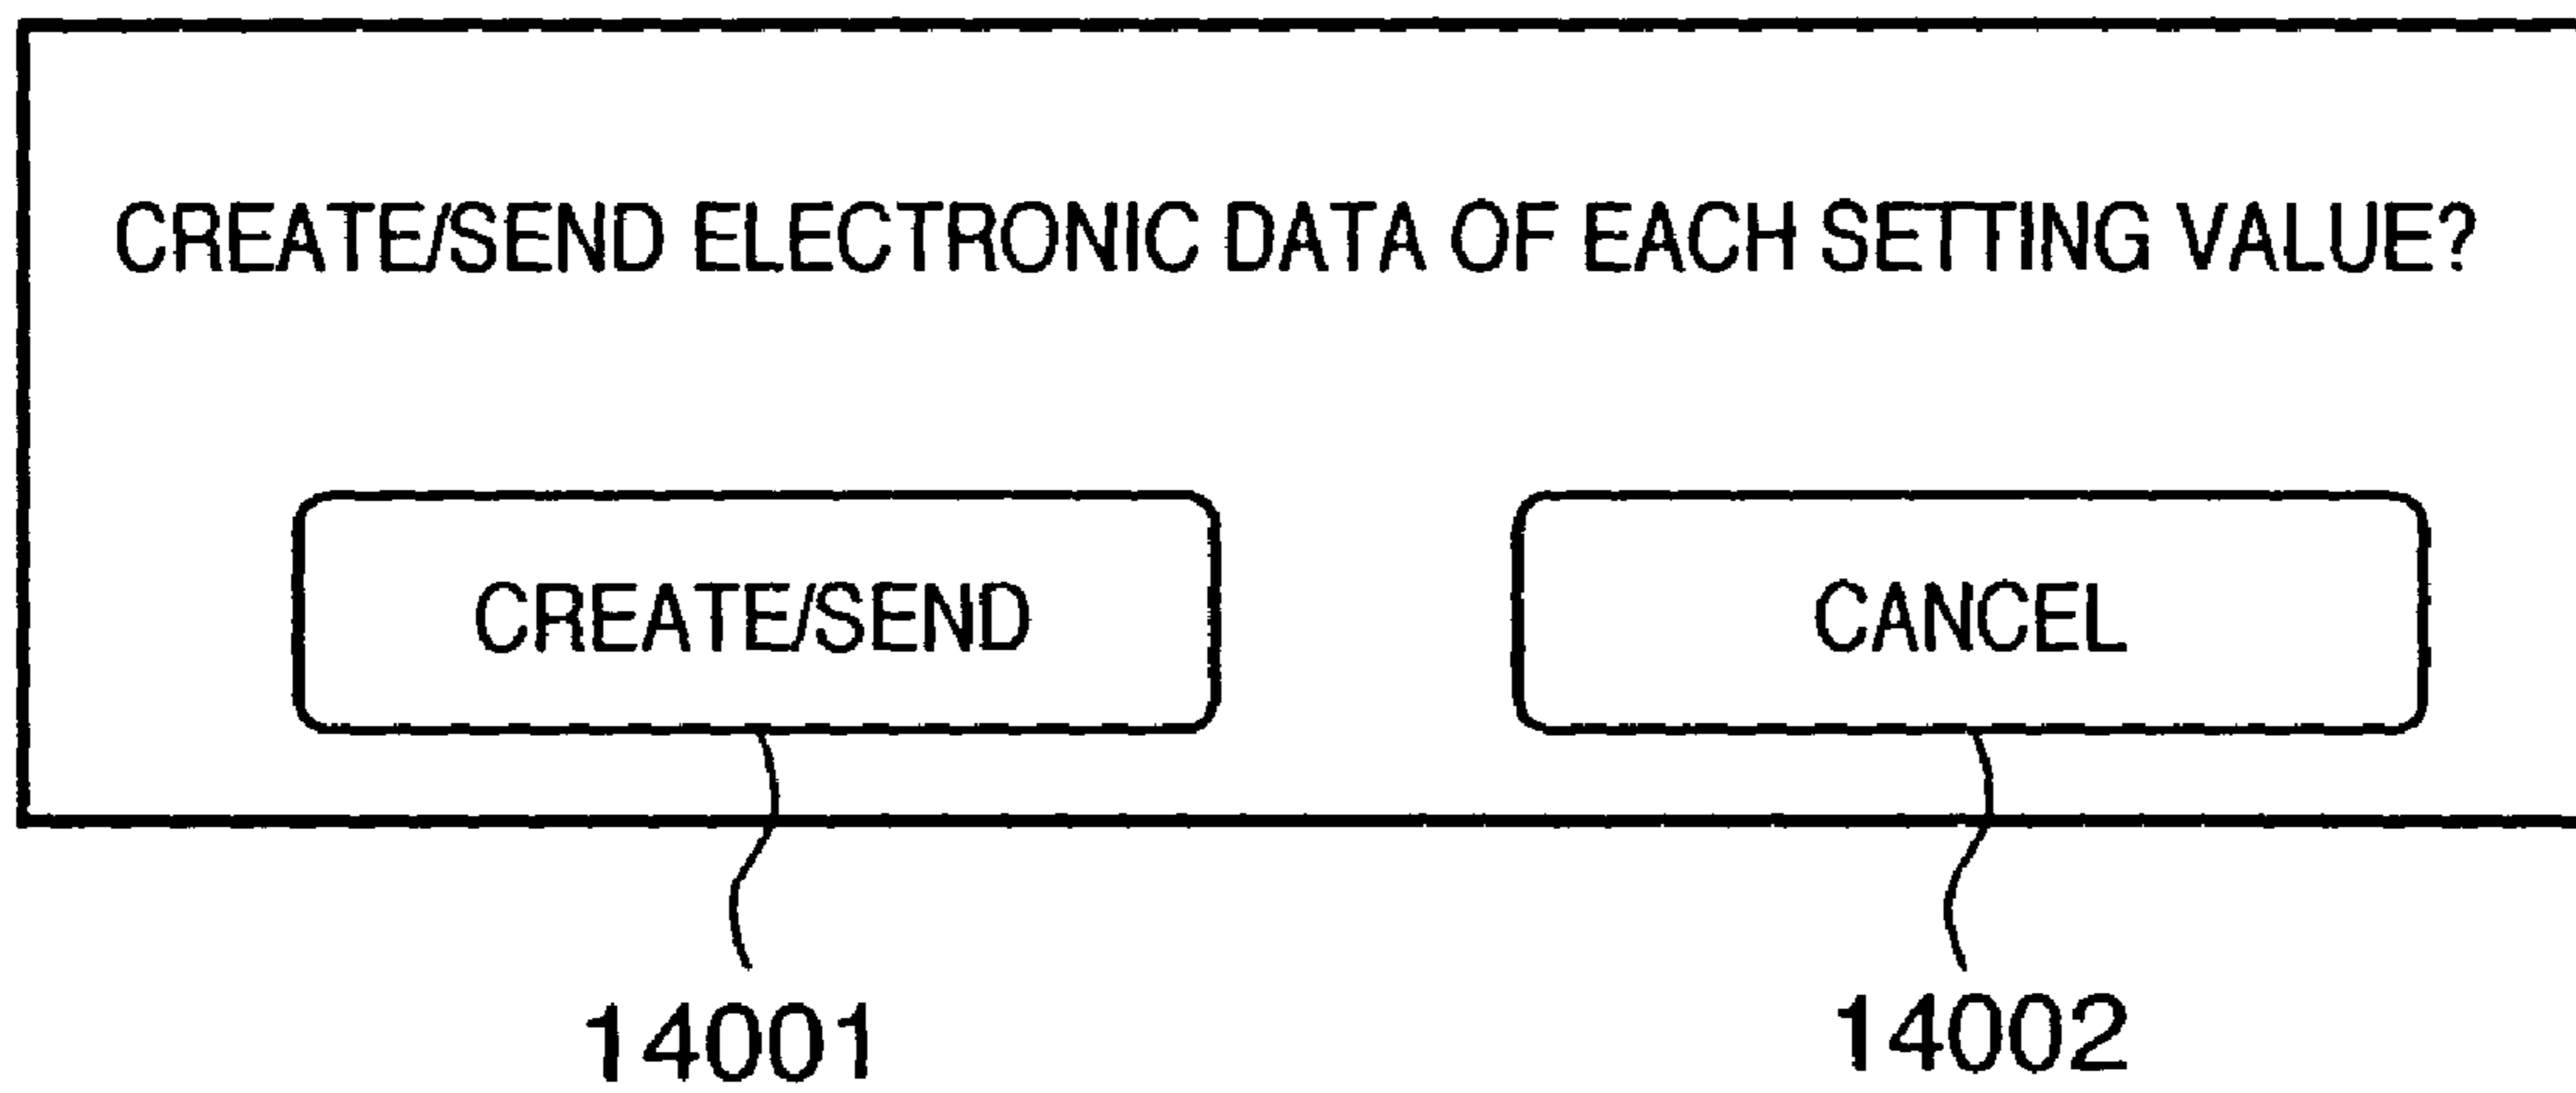 CREATE/SEND ELECTRONIC DATA OF EACH SETTING VALUE?
CREATE/SEND CANCEL
14001 14002